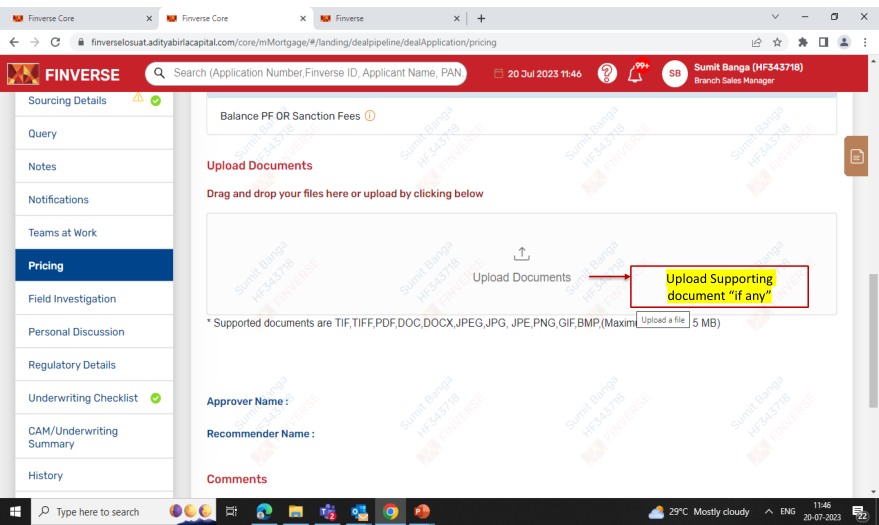 Finverse Core
Finverse Core
Finverse
finverselosuat.adityabirlacapital.com/core/mMortgage/#/landing/dealpipeline/dealApplication/pricing
FINVERSE
Search (Application Number,Finverse ID, Applicant Name, PAN,
20 Jul 2023 11:46
99+
SB
Sumit Banga (HF343718)
Branch Sales Manager
Sourcing Details
Query
Notes
Notifications
Teams at Work
Pricing
Field Investigation
Personal Discussion
Regulatory Details
Underwriting Checklist
CAM/Underwriting
Summary
History
Balance PF OR Sanction Fees
Upload Documents
Drag and drop your files here or upload by clicking below
Upload Documents
Upload Supporting
document “if any”
* Supported documents are TIF,TIFF,PDF,DOC,DOCX,JPEG,JPG, JPE,PNG,GIF,BMP,(Maxim
Upload a file
5 MB)
Approver Name :
Recommender Name :
Comments
Sumit Banga
HF343718
FINVERSE
Type here to search
29°C Mostly cloudy
ENG
11:46
20-07-2023
22